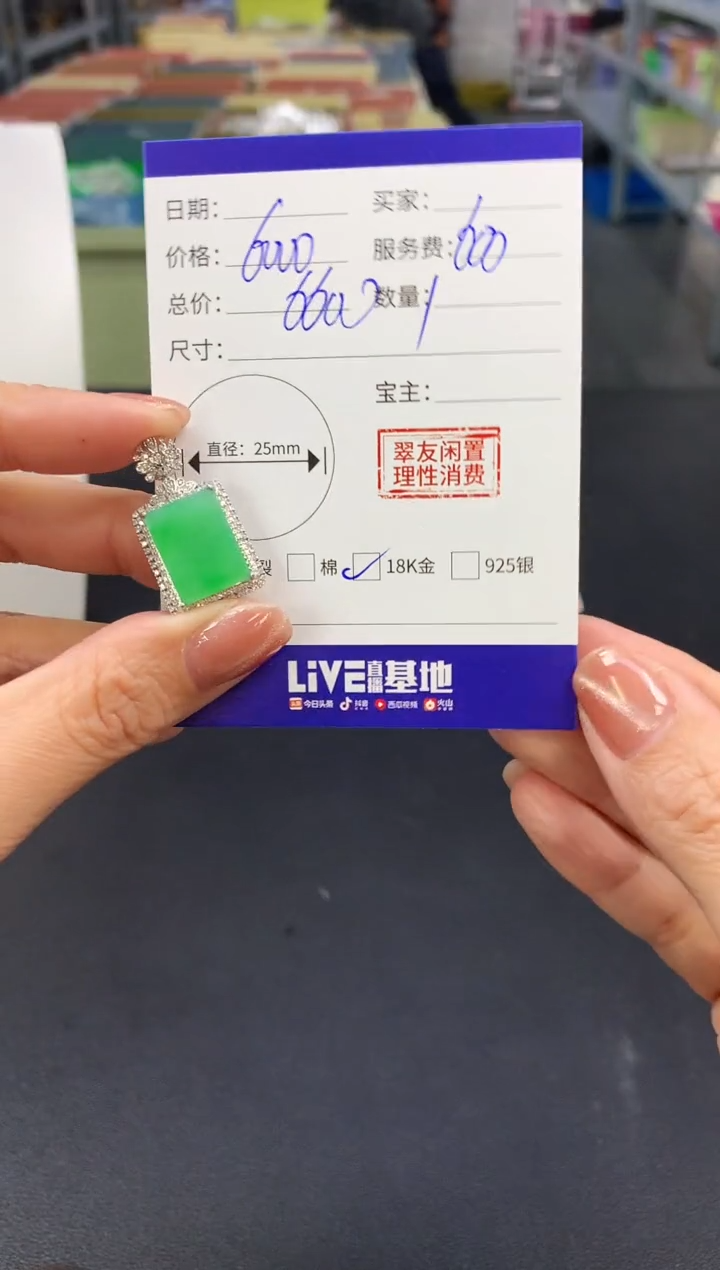 日期： 买家：
价格：6000 服务费：600
总价：6600 数量：1
尺寸：
宝主：
直径：25mm
翠友闲置
理性消费
裂 棉 18K金 925银
LiVE直播基地
今日头条 抖音 西瓜视频 火山